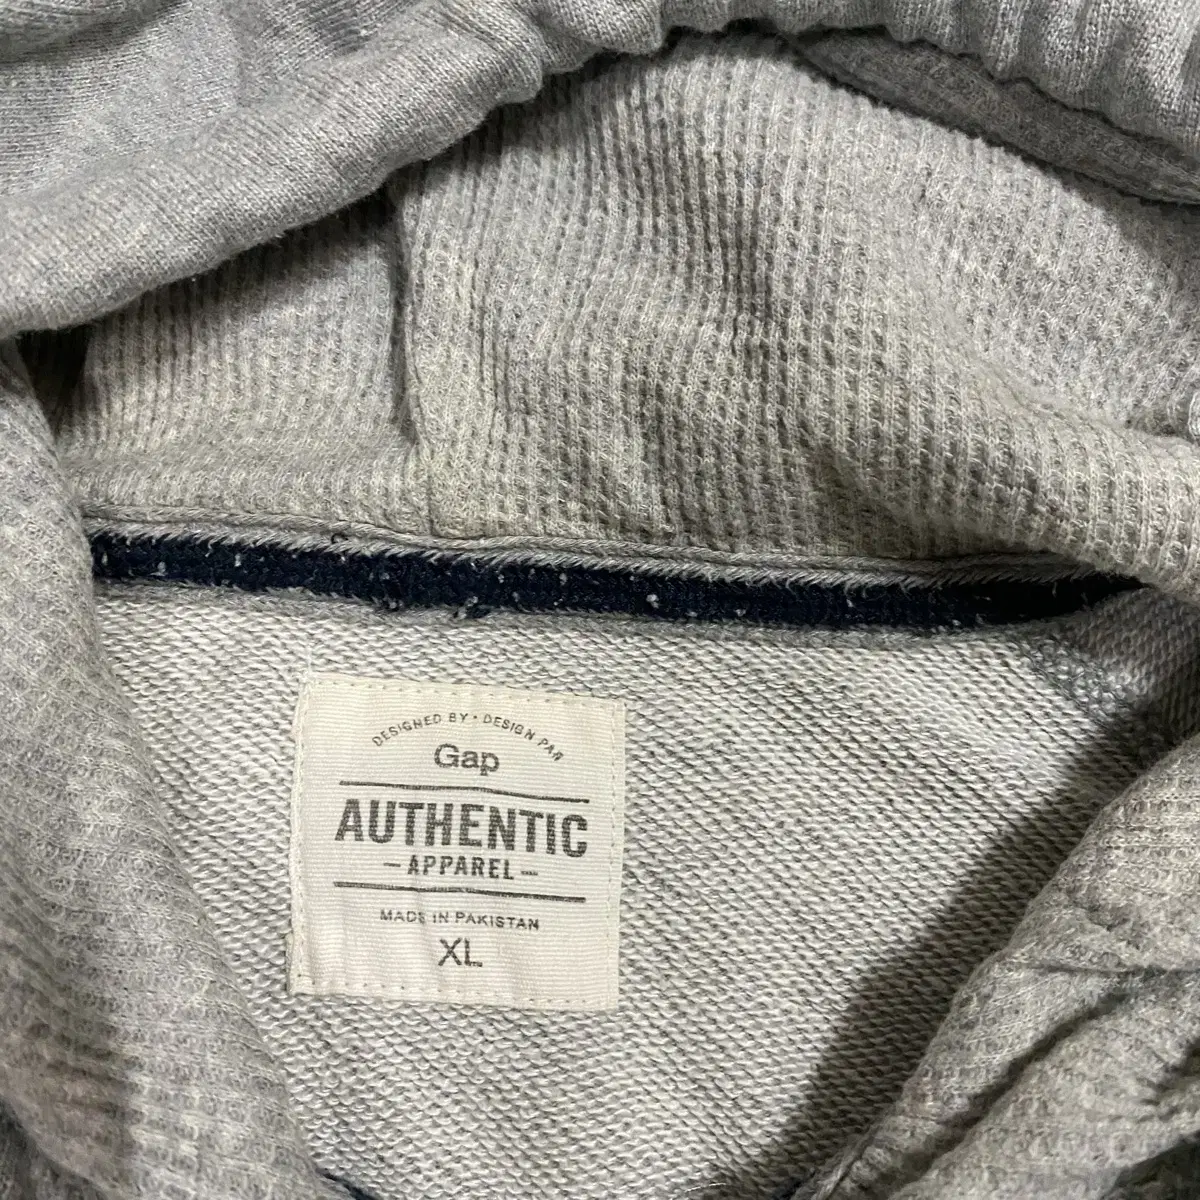 DESIGNED BY · DESIGN PAR
Gap
AUTHENTIC
- APPAREL -
MADE IN PAKISTAN
XL